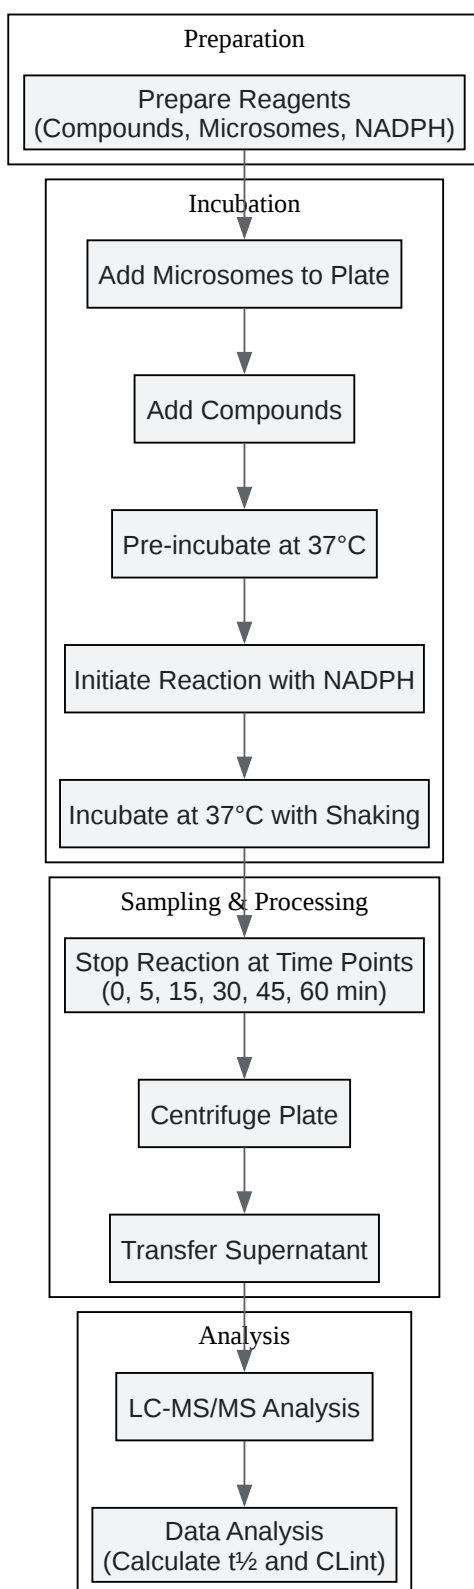 Preparation
Prepare Reagents
(Compounds, Microsomes, NADPH)
Incubation
Add Microsomes to Plate
Add Compounds
Pre-incubate at 37°C
Initiate Reaction with NADPH
Incubate at 37°C with Shaking
Sampling & Processing
Stop Reaction at Time Points
(0, 5, 15, 30, 45, 60 min)
Centrifuge Plate
Transfer Supernatant
Analysis
LC-MS/MS Analysis
Data Analysis
(Calculate t½ and CLint)